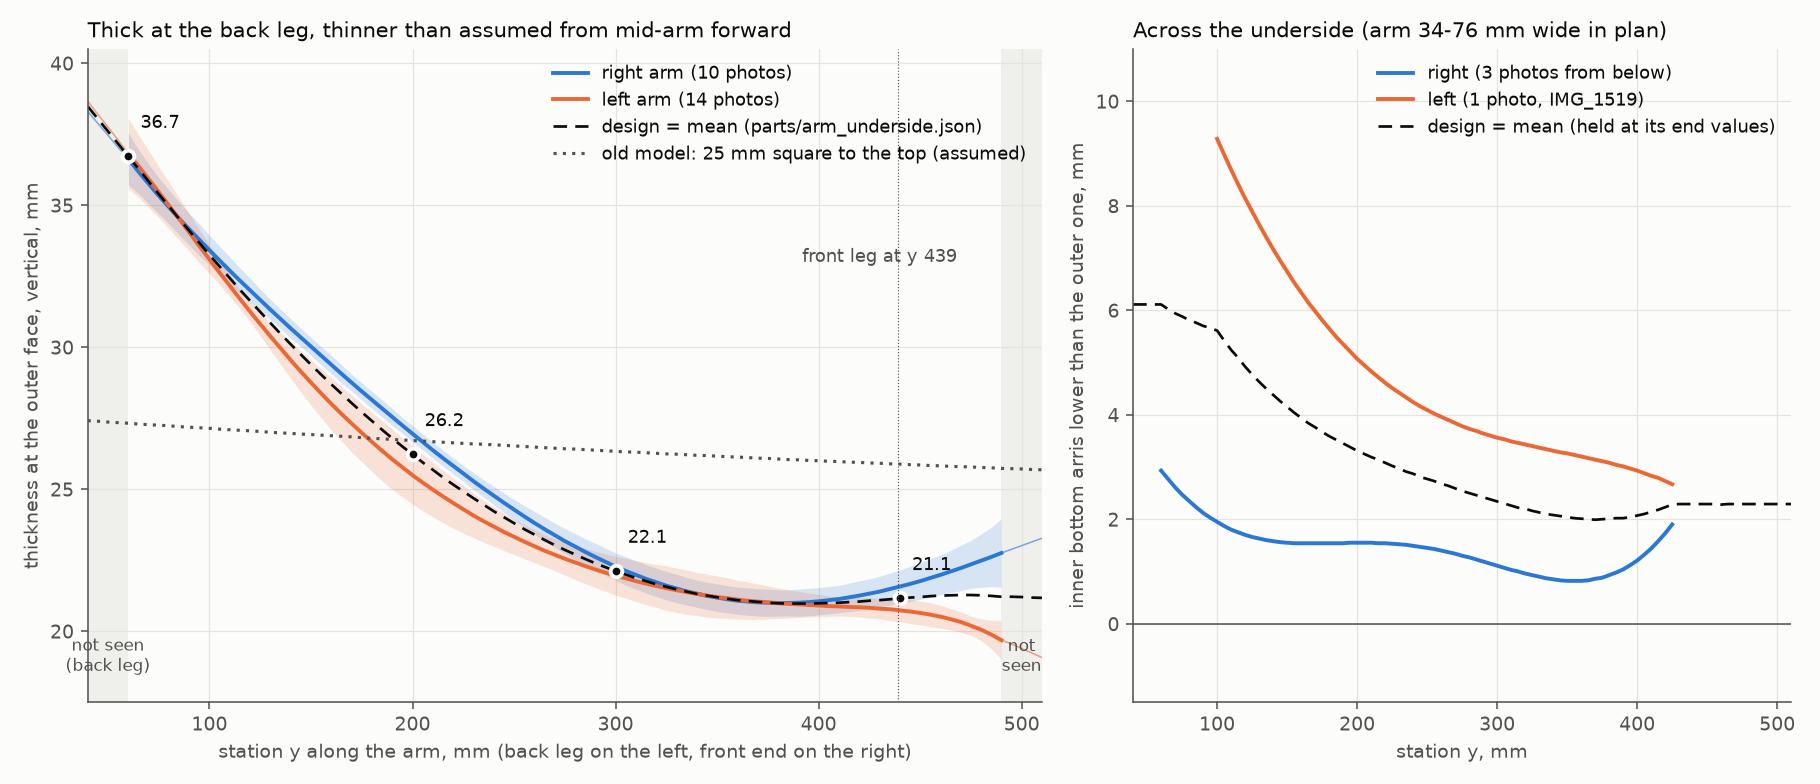 Thick at the back leg, thinner than assumed from mid-arm forward
thickness at the outer face, vertical, mm
40
35
30
25
20
right arm (10 photos)
left arm (14 photos)
design = mean (parts/arm_underside.json)
old model: 25 mm square to the top (assumed)
36.7
26.2
22.1
21.1
front leg at y 439
not seen
(back leg)
not
seen
100
200
300
400
500
station y along the arm, mm (back leg on the left, front end on the right)
Across the underside (arm 34-76 mm wide in plan)
inner bottom arris lower than the outer one, mm
10
8
6
4
2
0
right (3 photos from below)
left (1 photo, IMG_1519)
design = mean (held at its end values)
100
200
300
400
500
station y, mm